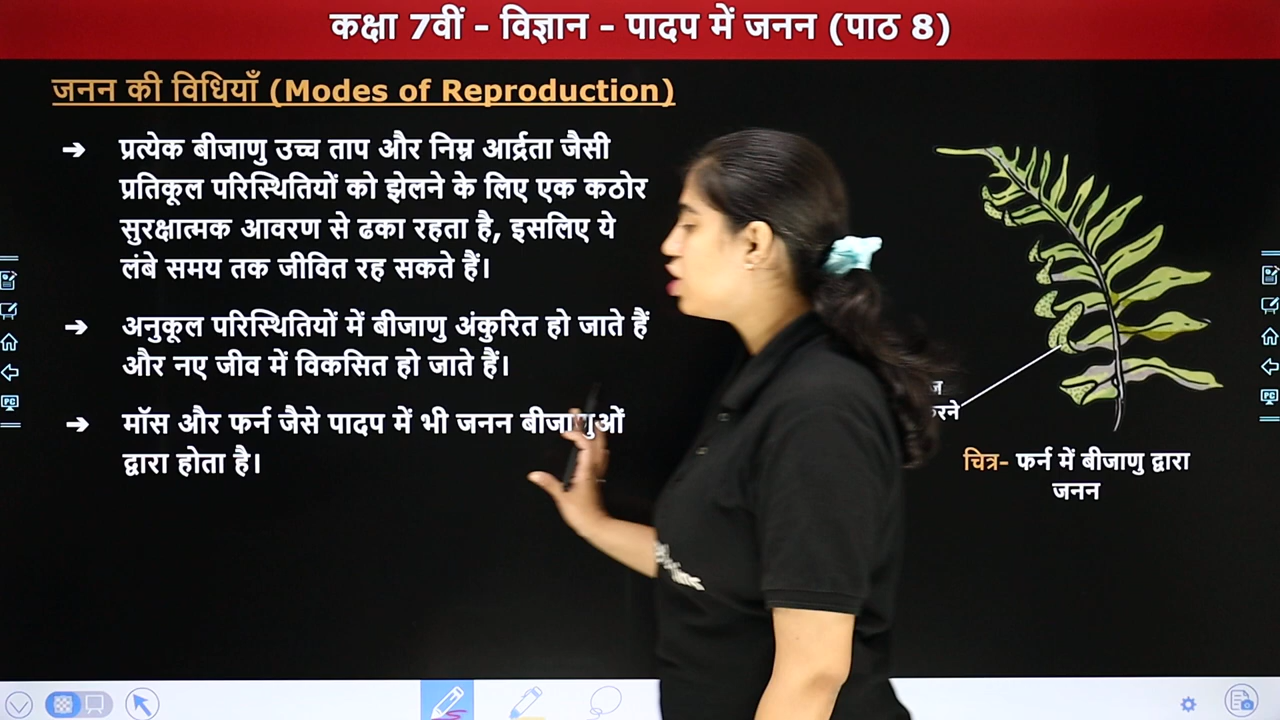 कक्षा 7वीं - विज्ञान - पादप में जनन (पाठ 8)
जनन की विधियाँ (Modes of Reproduction)
➔ प्रत्येक बीजाणु उच्च ताप और निम्न आर्द्रता जैसी
प्रतिकूल परिस्थितियों को झेलने के लिए एक कठोर
सुरक्षात्मक आवरण से ढका रहता है, इसलिए ये
लंबे समय तक जीवित रह सकते हैं।
➔ अनुकूल परिस्थितियों में बीजाणु अंकुरित हो जाते हैं
और नए जीव में विकसित हो जाते हैं।
➔ मॉस और फर्न जैसे पादप में भी जनन बीजाणुओं
द्वारा होता है।
चित्र- फर्न में बीजाणु द्वारा
जनन
PC
PC